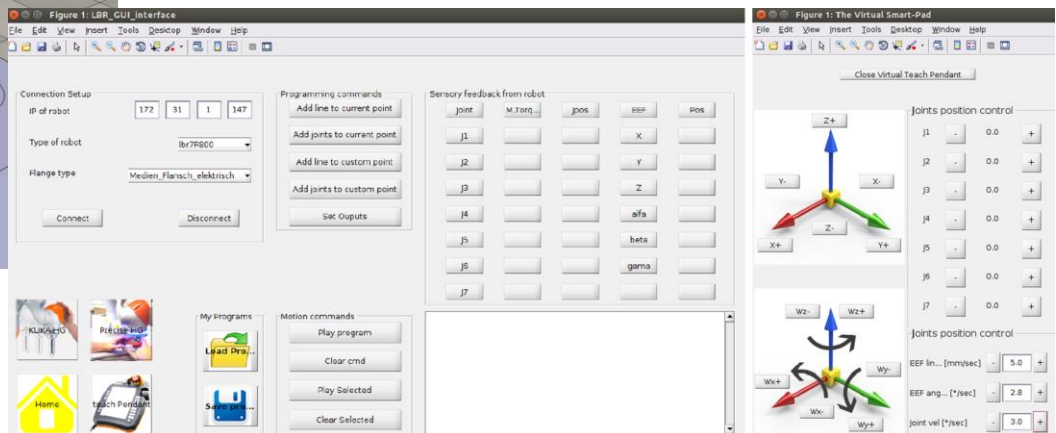 Figure 1: LBR_GUI_interface
File Edit View Insert Tools Desktop Window Help
Connection Setup
IP of robot 172 31 1 147
Type of robot lbr7R800
Flange type Medien_Flansch_elektrisch
Connect Disconnect
Programming commands
Add line to current point
Add joints to current point
Add line to custom point
Add joints to custom point
Set Ouputs
Sensory feedback from robot
Joint M.Torq... Jpos EEF Pos
J1 X
J2 Y
J3 Z
J4 alfa
J5 beta
J6 gama
J7
KUKA HG Précise HG
Home teach Pendant
My Programs
Load Pro...
Save pro...
Motion commands
Play program
Clear cmd
Play Selected
Clear Selected
Figure 1: The Virtual Smart-Pad
File Edit View Insert Tools Desktop Window Help
Close Virtual Teach Pendant
Z+
Y- X-
Z-
X+ Y+
Wz- Wz+
Wy-
Wx+
Wx-
Wy+
Joints position control
J1 - 0.0 +
J2 - 0.0 +
J3 - 0.0 +
J4 - 0.0 +
J5 - 0.0 +
J6 - 0.0 +
J7 - 0.0 +
Joints position control
EEF lin... [mm/sec] - 5.0 +
EEF ang... [°/sec] - 2.8 +
Joint vel [°/sec] - 3.0 +